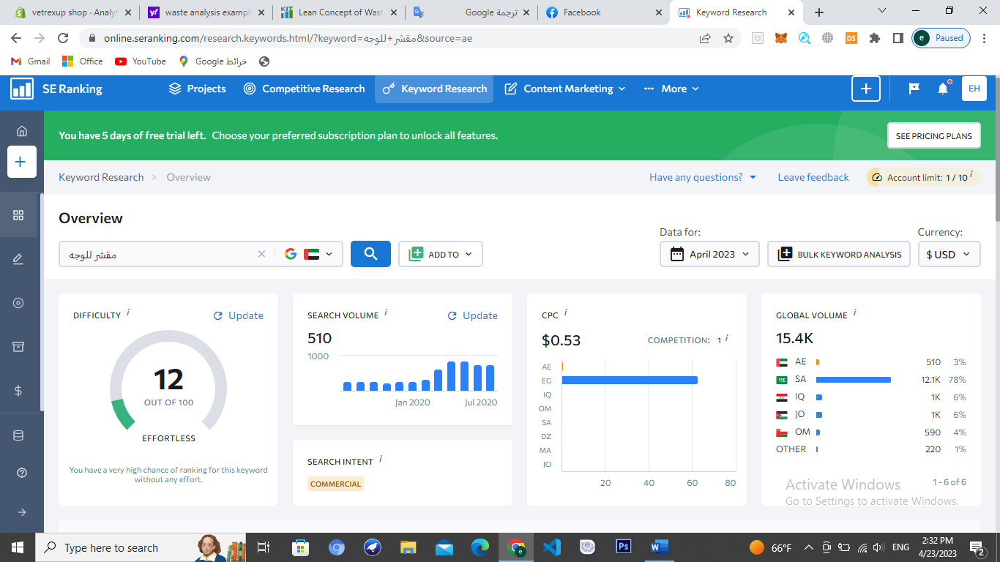 vetrexup shop · Analyt
waste analysis example
Lean Concept of Wast
ترجمة Google
Facebook
Keyword Research
online.seranking.com/research.keywords.html/?keyword=مقشر+للوجه&source=ae
Paused
Gmail
Office
YouTube
خرائط Google
SE Ranking
Projects
Competitive Research
Keyword Research
Content Marketing
More
EH
You have 5 days of free trial left. Choose your preferred subscription plan to unlock all features.
SEE PRICING PLANS
Keyword Research > Overview
Have any questions?
Leave feedback
Account limit: 1 / 10 i
Overview
Data for:
Currency:
مقشر للوجه
ADD TO
April 2023
BULK KEYWORD ANALYSIS
$ USD
DIFFICULTY i
Update
12
OUT OF 100
EFFORTLESS
You have a very high chance of ranking for this keyword
without any effort.
SEARCH VOLUME i
Update
510
1000
Jan 2020
Jul 2020
SEARCH INTENT i
COMMERCIAL
CPC i
$0.53
COMPETITION: 1 i
AE
EG
IQ
OM
SA
DZ
MA
JO
20 40 60 80
GLOBAL VOLUME i
15.4K
AE 510 3%
SA 12.1K 78%
IQ 1K 6%
JO 1K 6%
OM 590 4%
OTHER 220 1%
1 - 6 of 6
Activate Windows
Go to Settings to activate Windows.
Type here to search
DS
Ps
66°F
ENG
2:32 PM
4/23/2023
2